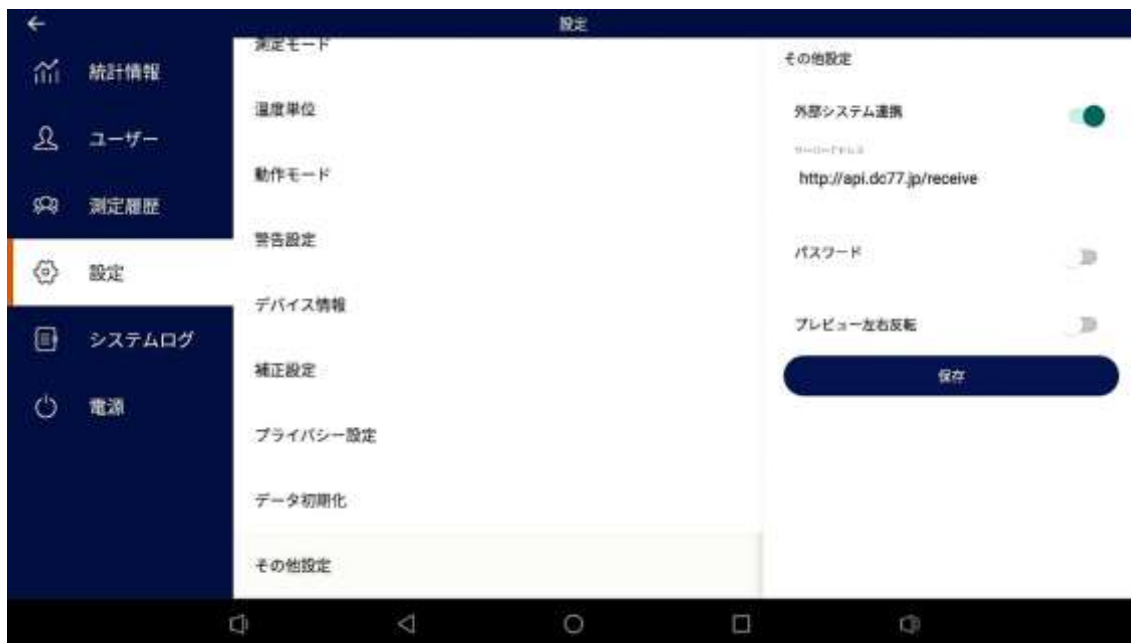 設定
統計情報
ユーザー
測定履歴
設定
システムログ
電源
測定モード
温度単位
動作モード
警告設定
デバイス情報
補正設定
プライバシー設定
データ初期化
その他設定
その他設定
外部システム連携
http://api.dc77.jp/receive
パスワード
プレビュー左右反転
保存